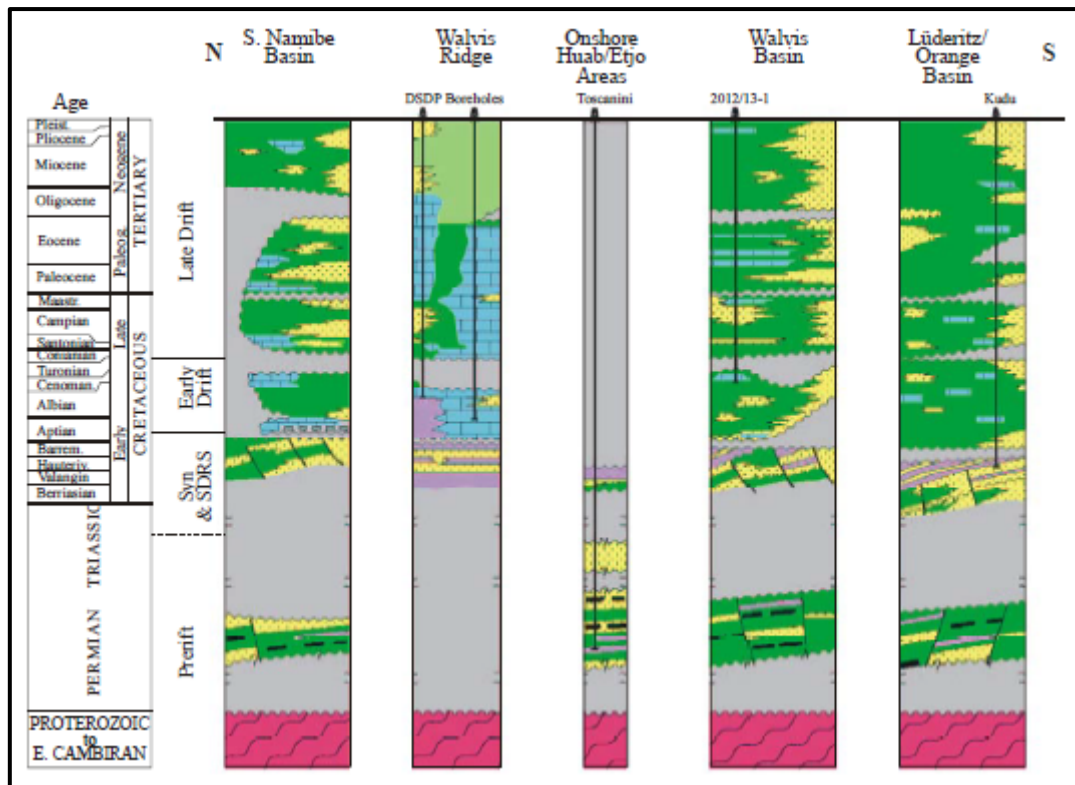 N
S. Namibe
Basin
Walvis
Ridge
Onshore
Huab/Etjo
Areas
Walvis
Basin
Lüderitz/
Orange
Basin
S
DSDP Boreholes
Toscanini
2012/13-1
Kudu
Age
Pleist.
Pliocene
Miocene
Oligocene
Eocene
Paleocene
Maastr.
Campian
Santonian
Conianian
Turonian
Cenoman.
Albian
Aptian
Barrem.
Hauteriv.
Valangin
Berriasian
Neogene
Paleog.
TERTIARY
Late
Early
CRETACEOUS
TRIASSIC
PERMIAN
PROTEROZOIC
to
E. CAMBIRAN
Late Drift
Early
Drift
Syn
& SDRS
Prerift